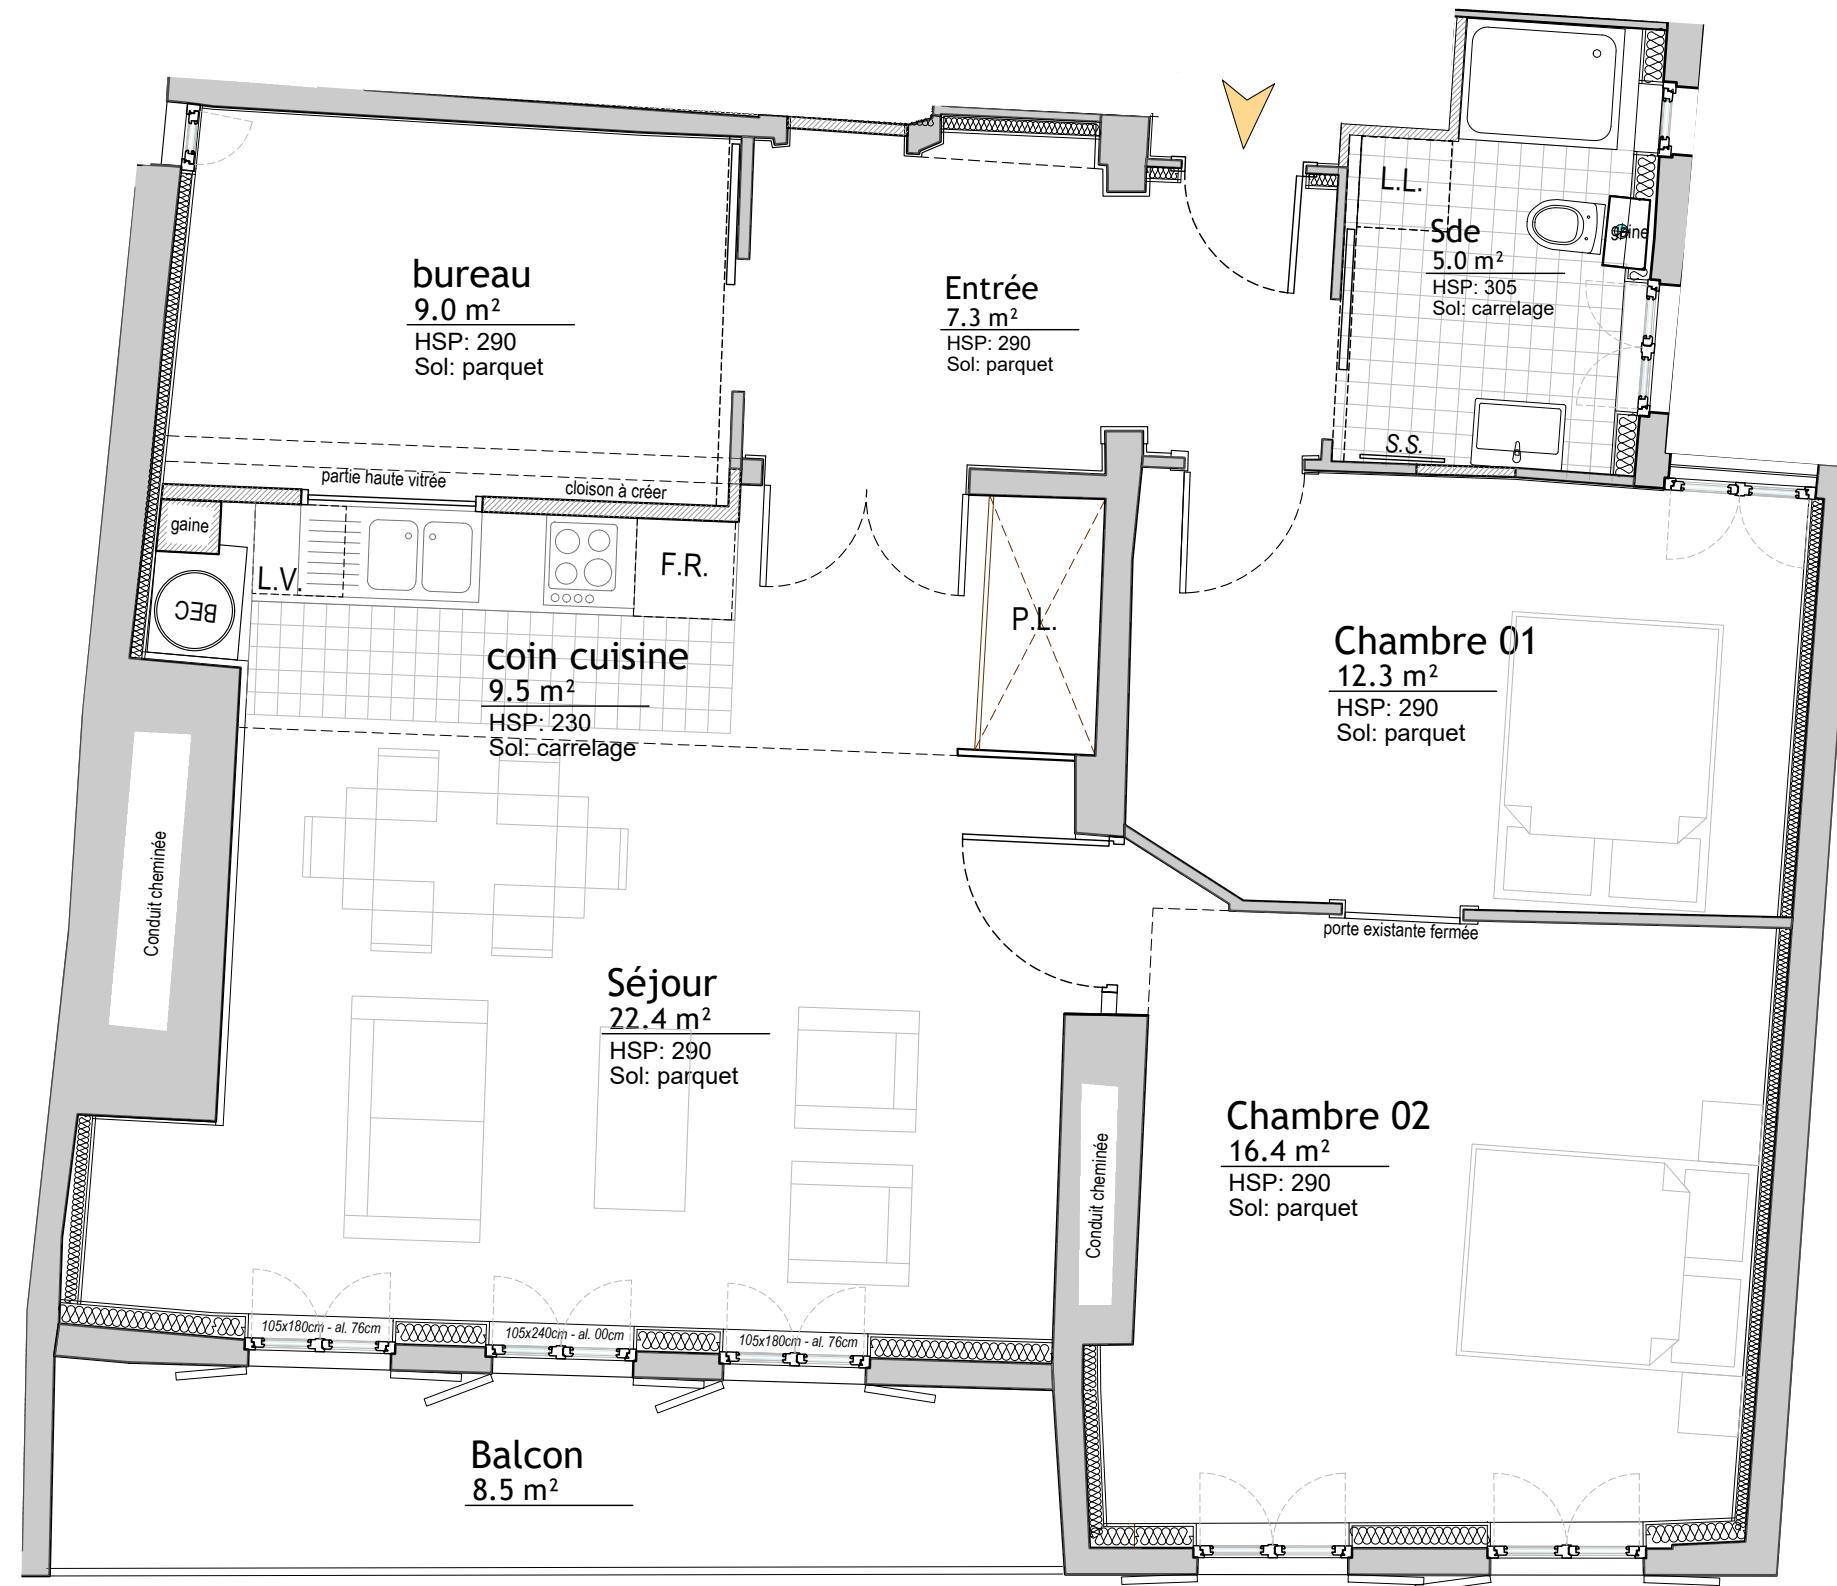 L.L.
Sde
5.0 m²
HSP: 305
Sol: carrelage
gaine
bureau
9.0 m²
HSP: 290
Sol: parquet
Entrée
7.3 m²
HSP: 290
Sol: parquet
S.S.
partie haute vitrée
cloison à créer
gaine
L.V.
F.R.
BEC
P.L.
coin cuisine
9.5 m²
HSP: 230
Sol: carrelage
Chambre 01
12.3 m²
HSP: 290
Sol: parquet
Conduit cheminée
porte existante fermée
Séjour
22.4 m²
HSP: 290
Sol: parquet
Chambre 02
16.4 m²
HSP: 290
Sol: parquet
Conduit cheminée
105x180cm - al. 76cm
105x240cm - al. 00cm
105x180cm - al. 76cm
Balcon
8.5 m²